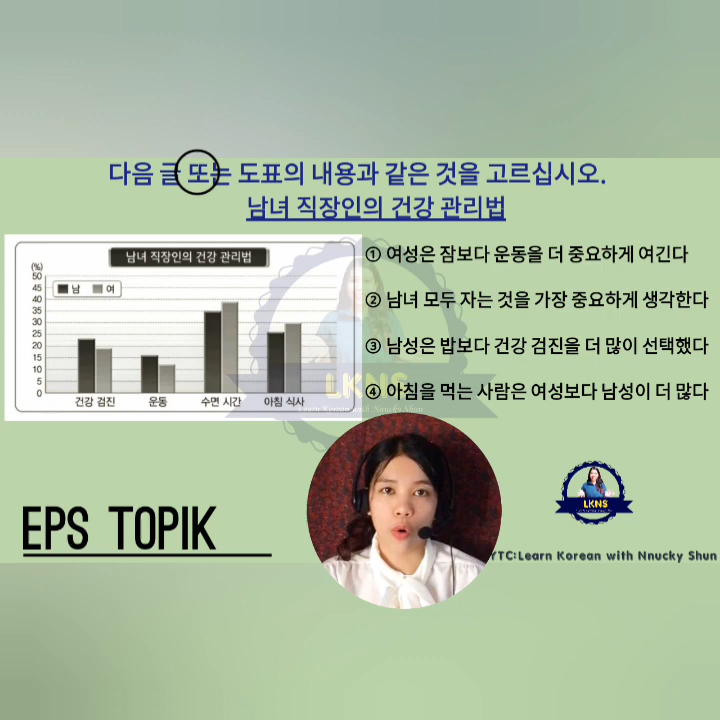 다음 글 또는 도표의 내용과 같은 것을 고르십시오.
남녀 직장인의 건강 관리법
남녀 직장인의 건강 관리법
(%)
50
45
40
35
30
25
20
15
10
5
0
남 여
건강 검진 운동 수면 시간 아침 식사
① 여성은 잠보다 운동을 더 중요하게 여긴다
② 남녀 모두 자는 것을 가장 중요하게 생각한다
③ 남성은 밥보다 건강 검진을 더 많이 선택했다
④ 아침을 먹는 사람은 여성보다 남성이 더 많다
LKNS
Learn Korean with Nnucky Shun
EPS TOPIK
LKNS
YTC:Learn Korean with Nnucky Shun